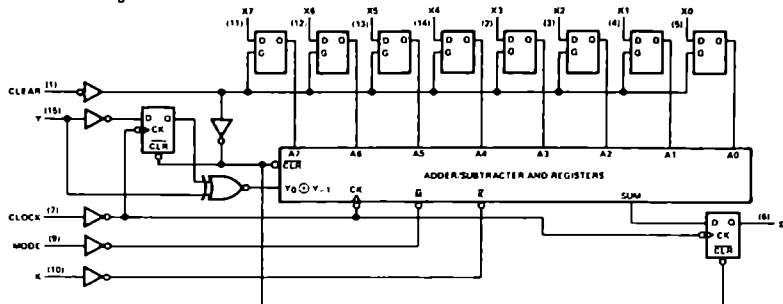 X7 X6 X5 X4 X3 X2 X1 X0
(11) (12) (13) (14) (2) (3) (4) (5)
D Q D Q D Q D Q D Q D Q D Q D Q
G G G G G G G G
CLEAR (1)
Y (15)
D Q
CK
CLR
A7 A6 A5 A4 A3 A2 A1 A0
CLR
ADDER/SUBTRACTER AND REGISTERS
Y0 ⊙ Y-1 CK G K SUM
CLOCK (7)
D Q (6)
CK
CLR
MODE (9)
K (10)